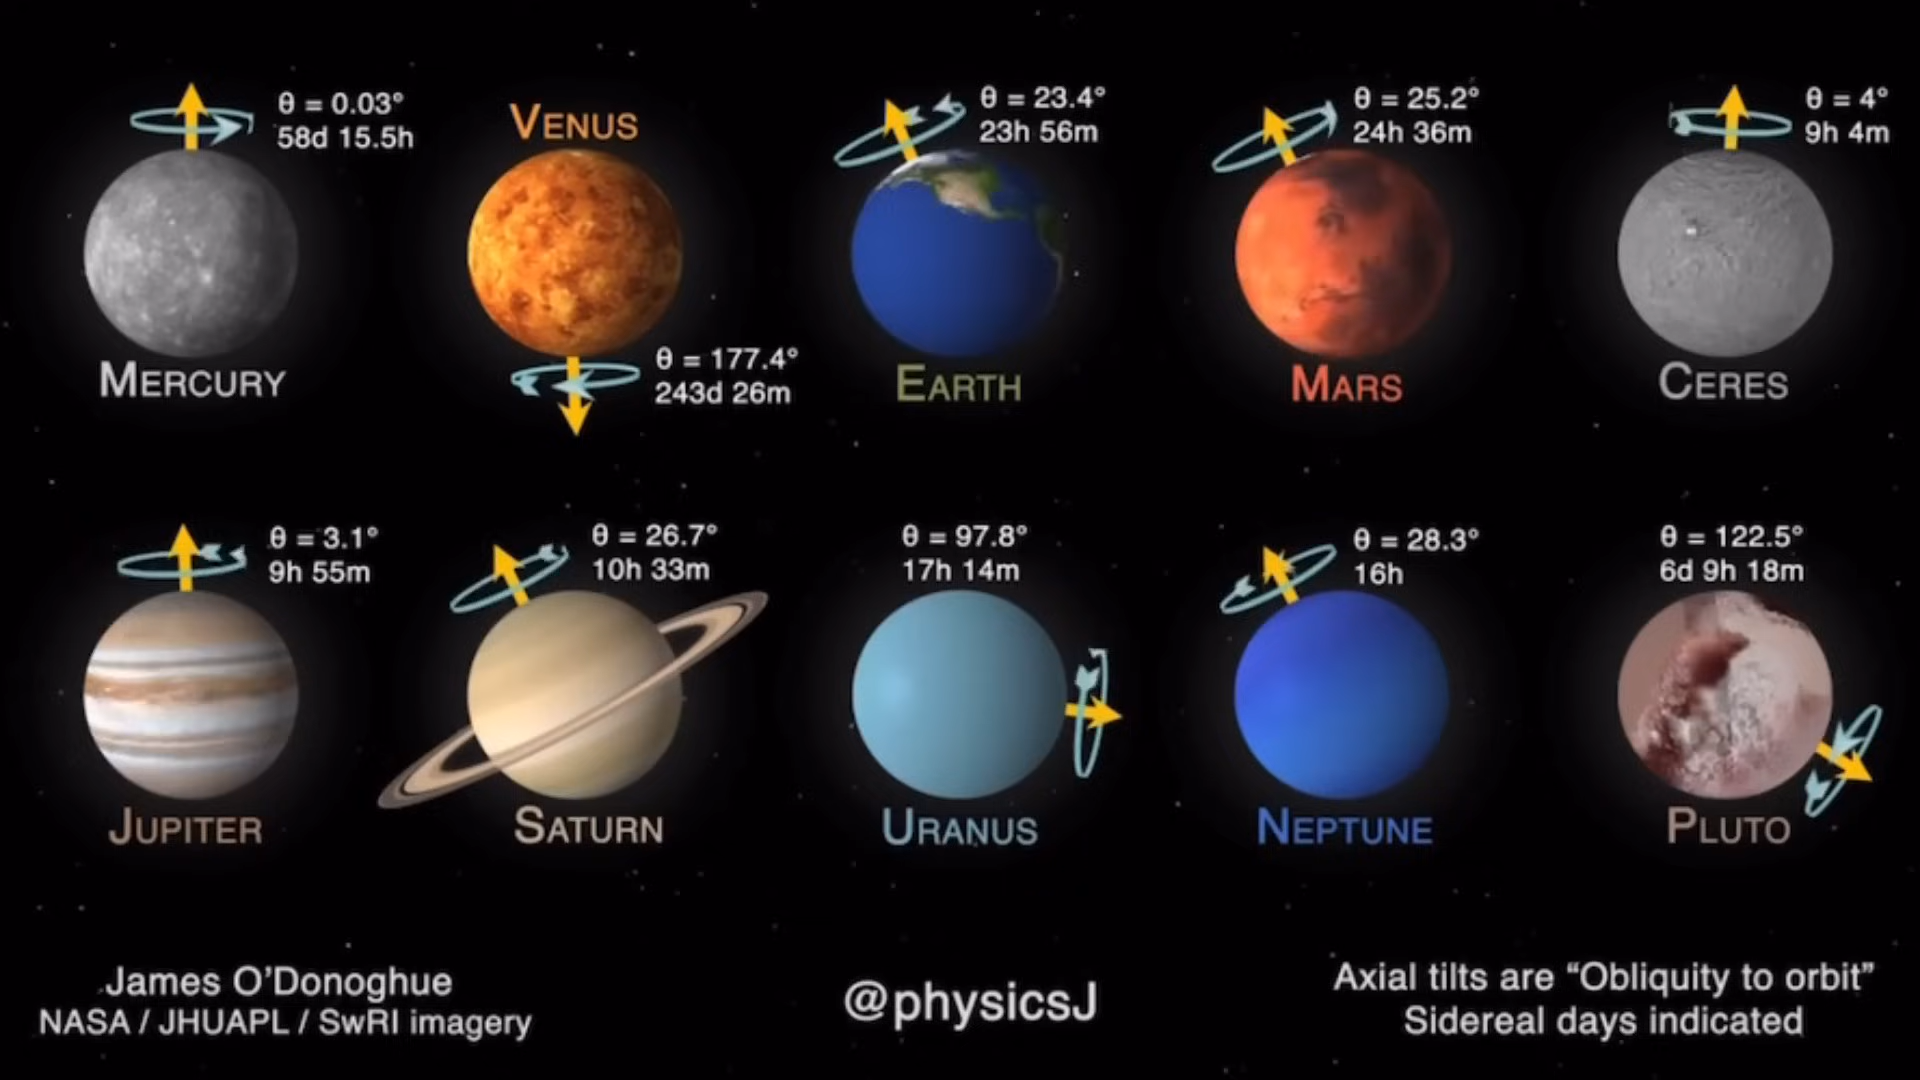 θ = 0.03°
58d 15.5h
MERCURY
VENUS
θ = 177.4°
243d 26m
θ = 23.4°
23h 56m
EARTH
θ = 25.2°
24h 36m
MARS
θ = 4°
9h 4m
CERES
θ = 3.1°
9h 55m
JUPITER
θ = 26.7°
10h 33m
SATURN
θ = 97.8°
17h 14m
URANUS
θ = 28.3°
16h
NEPTUNE
θ = 122.5°
6d 9h 18m
PLUTO
James O'Donoghue
NASA / JHUAPL / SwRI imagery
@physicsJ
Axial tilts are “Obliquity to orbit”
Sidereal days indicated